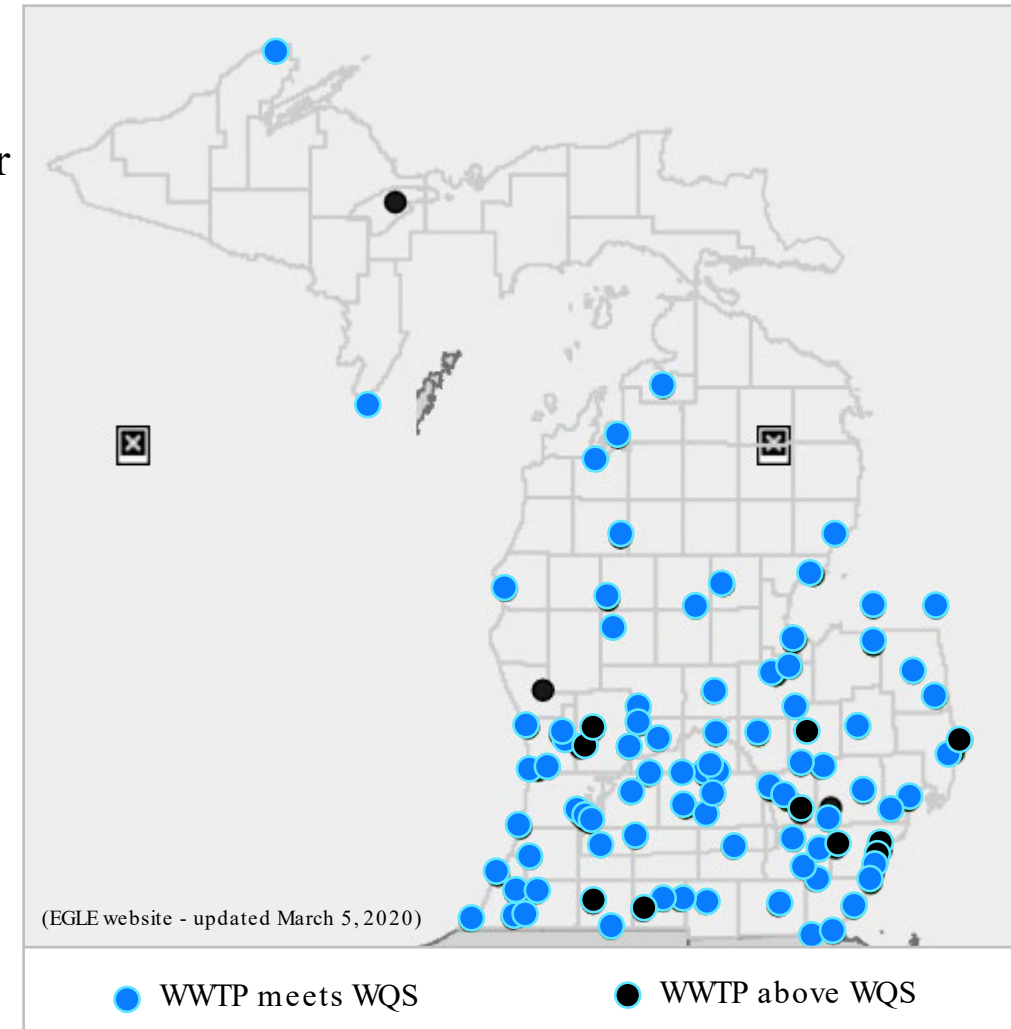 r
(EGLE website - updated March 5, 2020)
WWTP meets WQS
WWTP above WQS